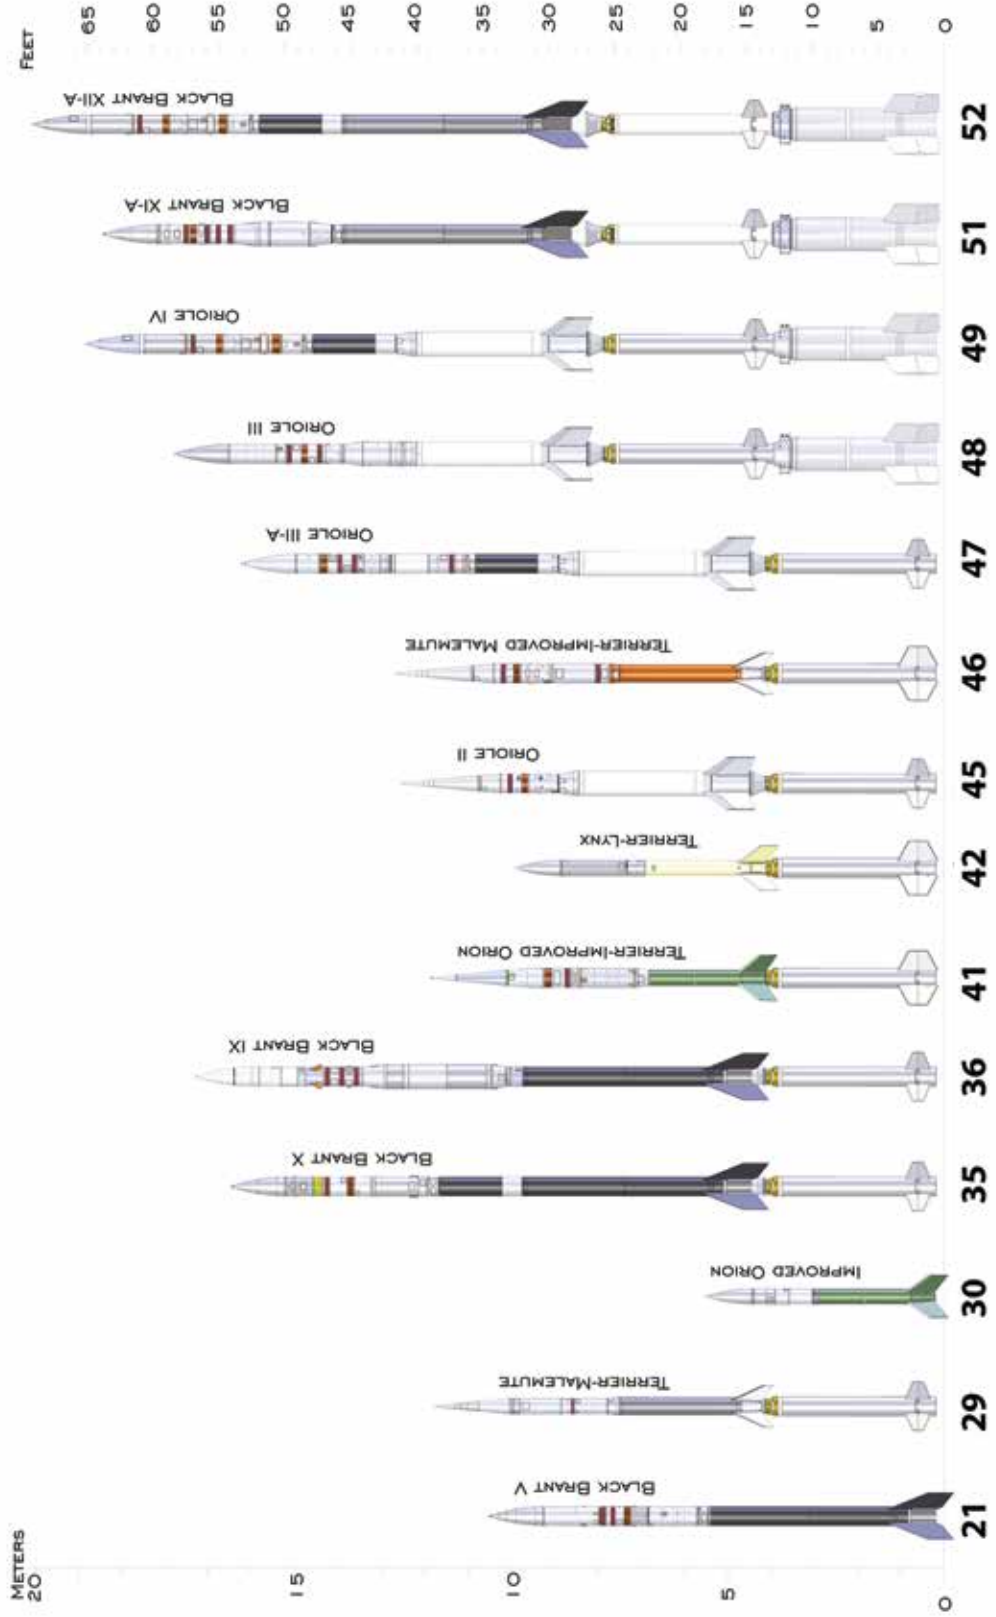 METERS
20
15
10
5
0
BLACK BRANT V
TERRIER-MALEMUTE
IMPROVED ORION
BLACK BRANT X
BLACK BRANT IX
TERRIER-IMPROVED ORION
TERRIER-LYNX
ORIOLE II
TERRIER-IMPROVED MALEMUTE
ORIOLE III-A
ORIOLE III
ORIOLE IV
BLACK BRANT XI-A
BLACK BRANT XII-A
21
29
30
35
36
41
42
45
46
47
48
49
51
52
FEET
65
60
55
50
45
40
35
30
25
20
15
10
5
0